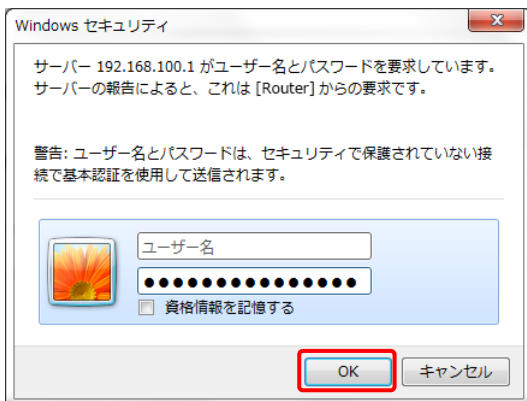 Windows セキュリティ
サーバー 192.168.100.1 がユーザー名とパスワードを要求しています。
サーバーの報告によると、これは [Router] からの要求です。
警告: ユーザー名とパスワードは、セキュリティで保護されていない接
続で基本認証を使用して送信されます。
ユーザー名
●●●●●●●●●●●●●●●
資格情報を記憶する
OK
キャンセル